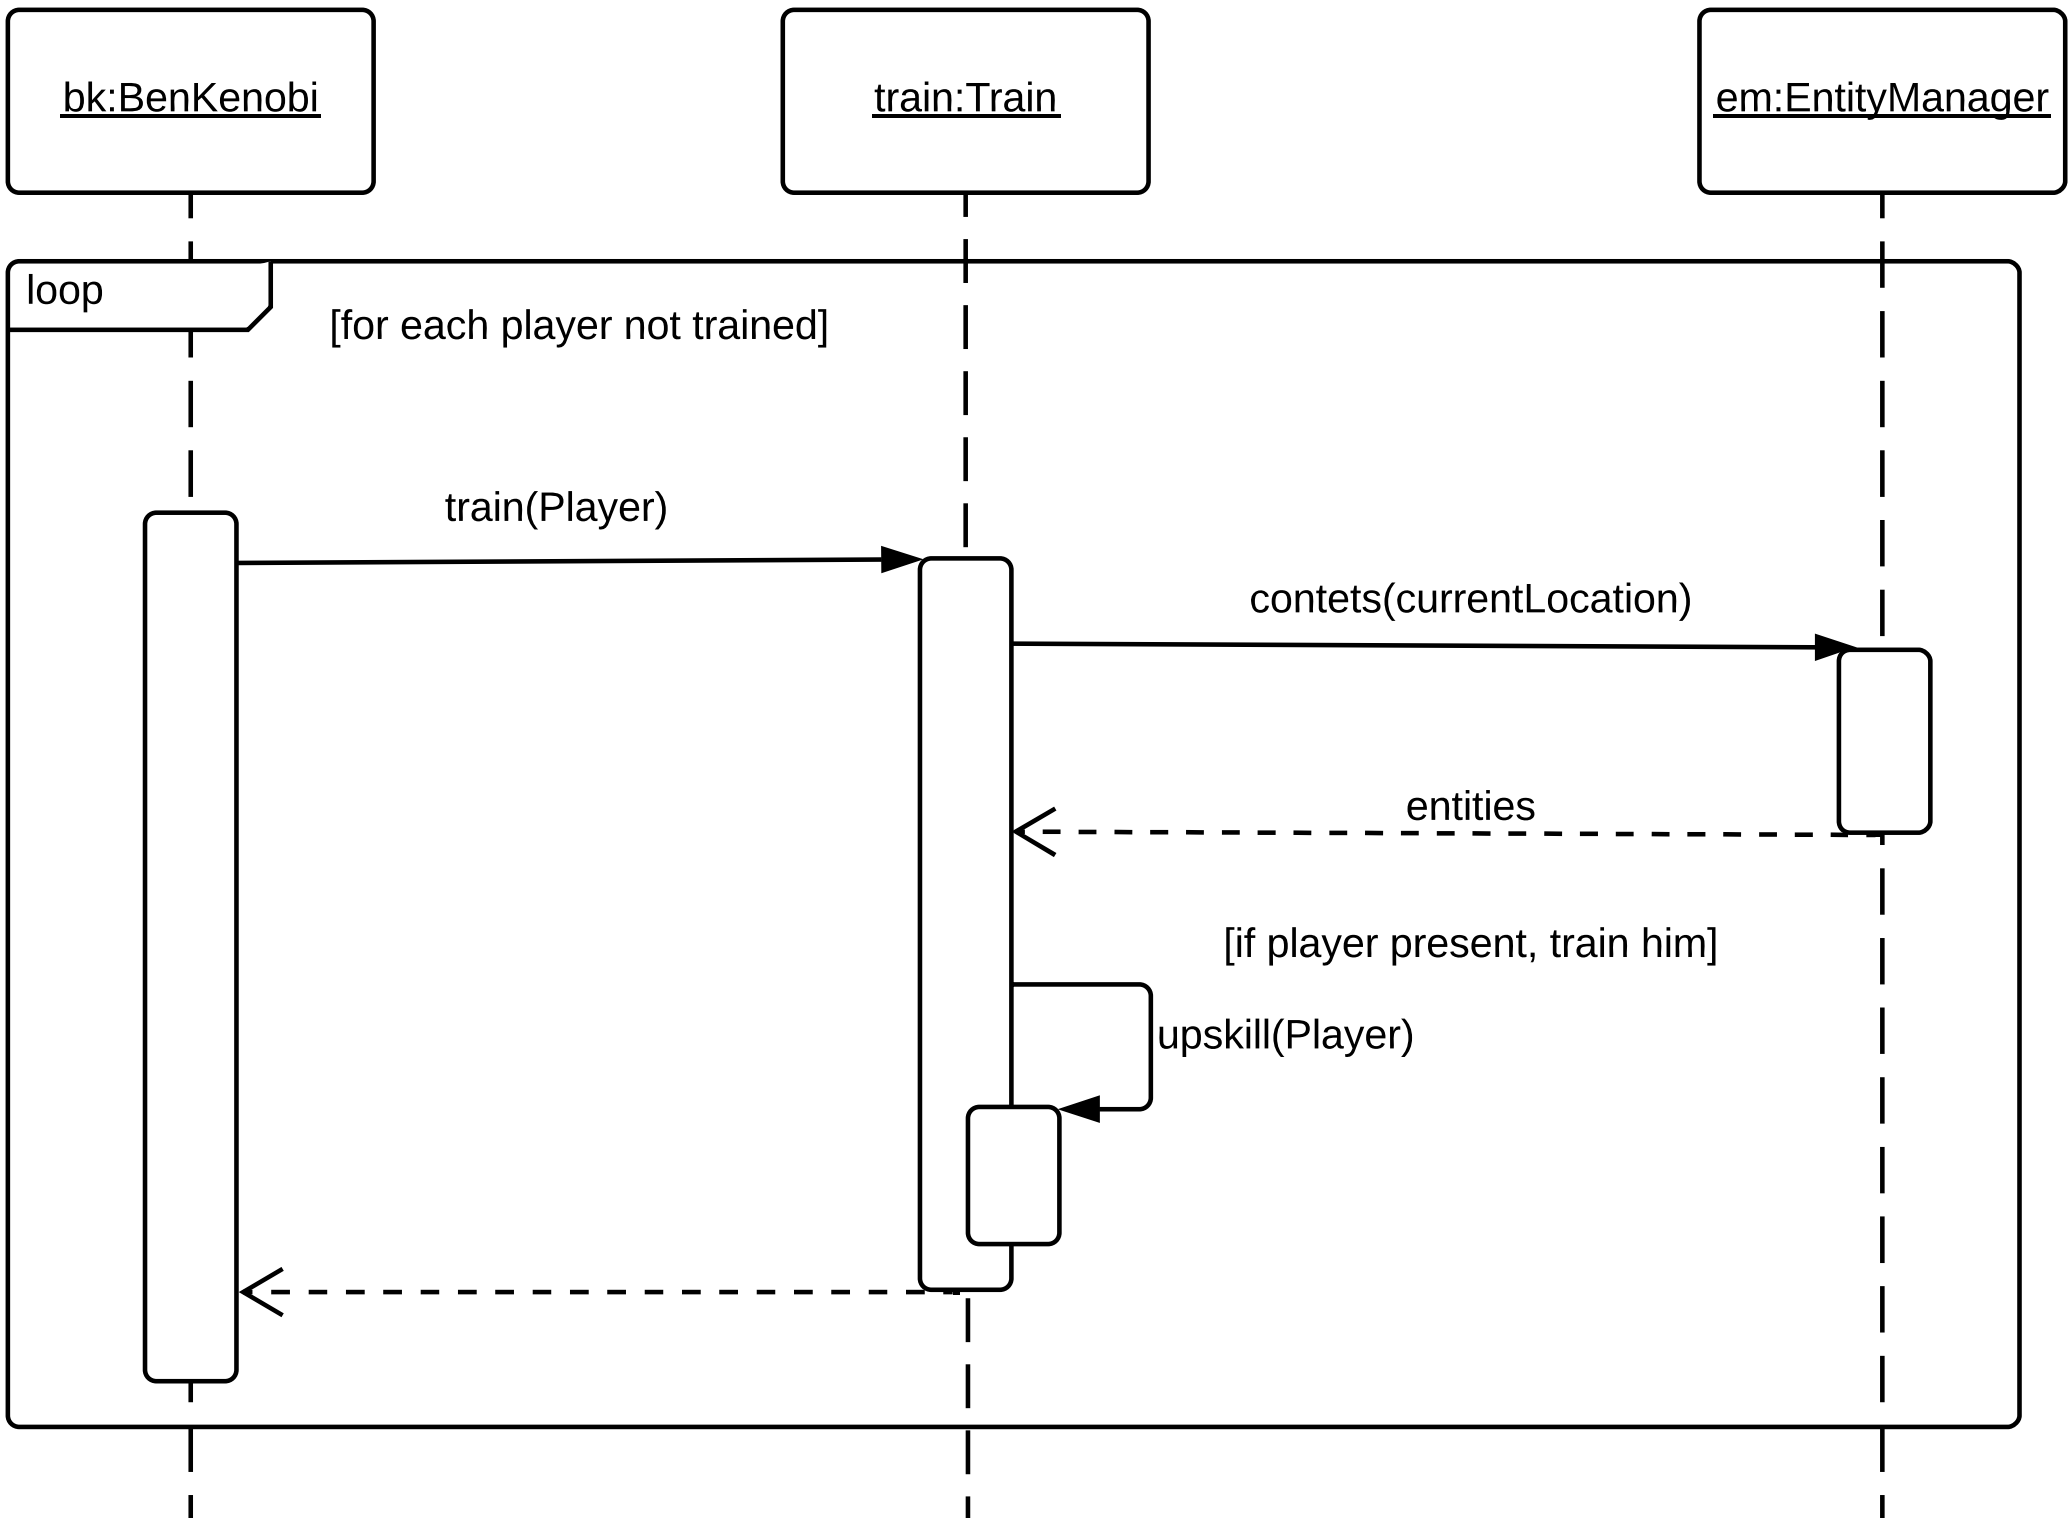 bk:BenKenobi
train:Train
em:EntityManager
loop
[for each player not trained]
train(Player)
contets(currentLocation)
entities
[if player present, train him]
upskill(Player)